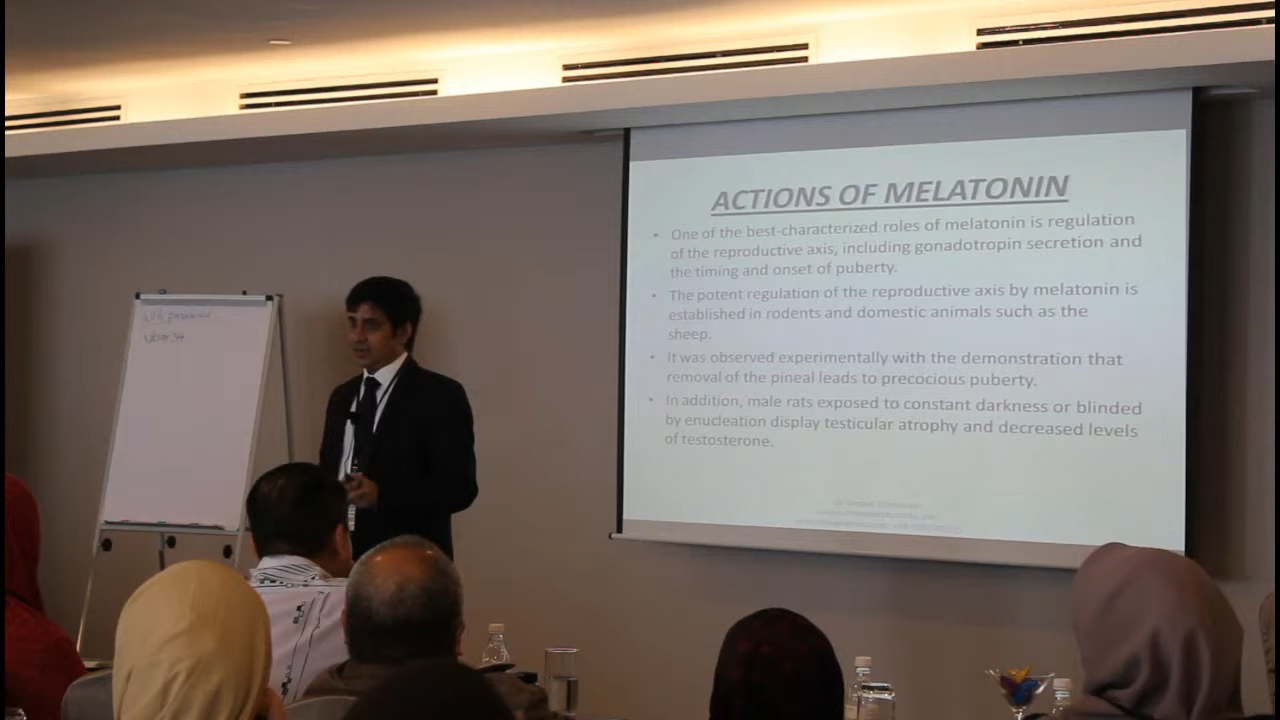 ACTIONS OF MELATONIN
• One of the best-characterized roles of melatonin is regulation
of the reproductive axis, including gonadotropin secretion and
the timing and onset of puberty.
• The potent regulation of the reproductive axis by melatonin is
established in rodents and domestic animals such as the
sheep.
• It was observed experimentally with the demonstration that
removal of the pineal leads to precocious puberty.
• In addition, male rats exposed to constant darkness or blinded
by enucleation display testicular atrophy and decreased levels
of testosterone.